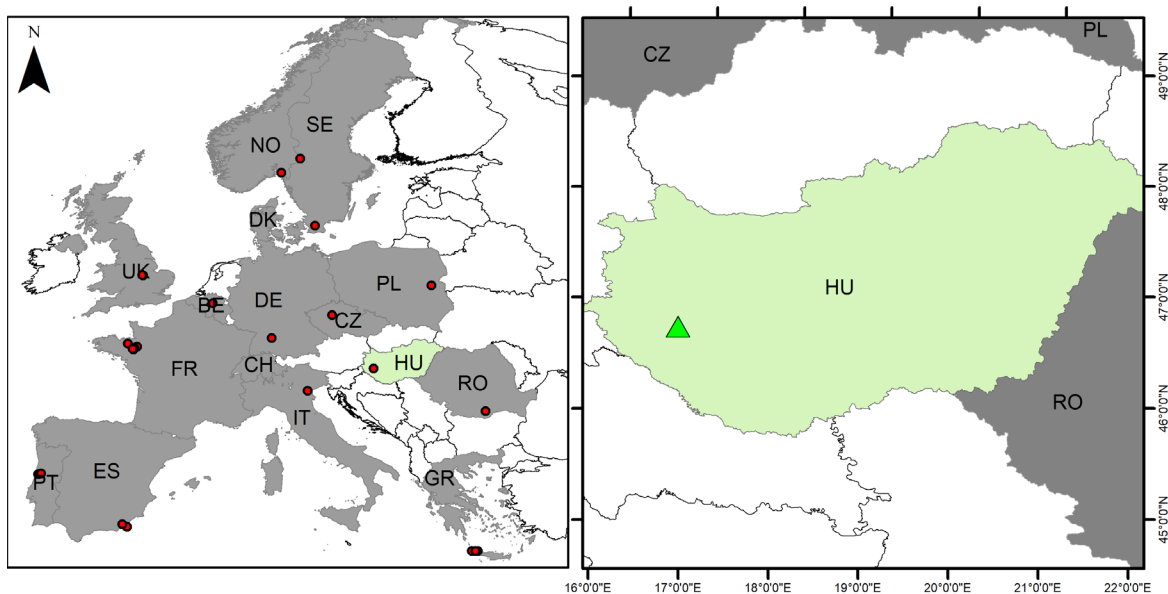 N
SE
NO
DK
UK
BE
DE
PL
CZ
FR
CH
HU
RO
IT
PT
ES
GR
CZ
PL
HU
RO
49°0'0"N
48°0'0"N
47°0'0"N
46°0'0"N
45°0'0"N
16°0'0"E
17°0'0"E
18°0'0"E
19°0'0"E
20°0'0"E
21°0'0"E
22°0'0"E